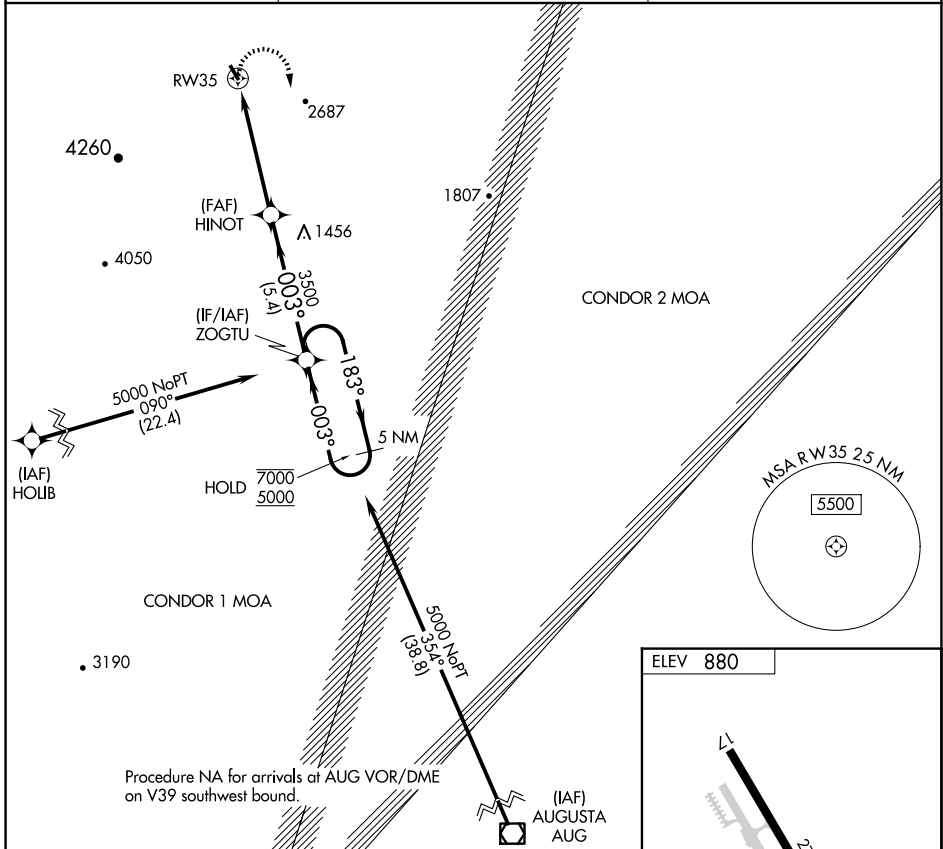 RW35
2687
4260
1807
(FAF)
HINOT
1456
4050
3500
003°
(5.4)
CONDOR 2 MOA
(IF/IAF)
ZOGTU
183°
5000 NoPT
090°
(22.4)
003°
5 NM
(IAF)
HOLIB
HOLD
7000
5000
MSA RW35 25 NM
5500
CONDOR 1 MOA
5000 NoPT
354°
(38.8)
3190
ELEV 880
17
Procedure NA for arrivals at AUG VOR/DME
on V39 southwest bound.
(IAF)
AUGUSTA
AUG